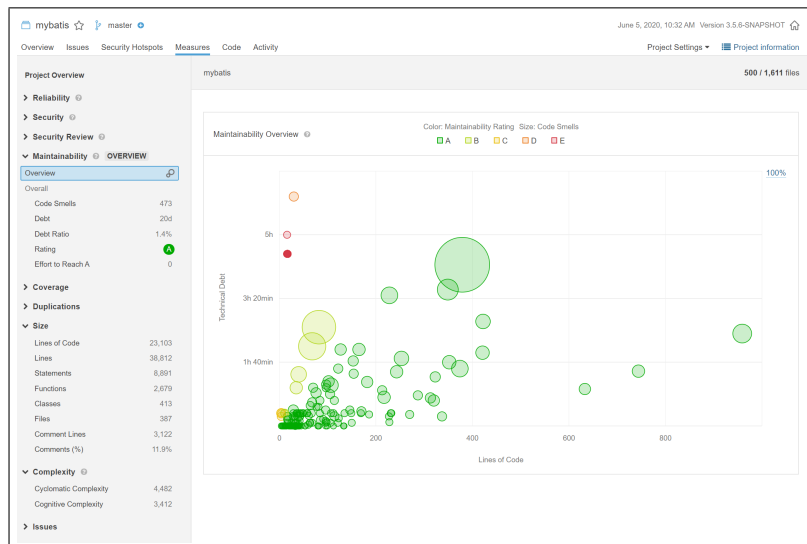 mybatis master June 5, 2020, 10:32 AM Version 3.5.6-SNAPSHOT
Overview Issues Security Hotspots Measures Code Activity Project Settings Project information
Project Overview
Reliability
Security
Security Review
Maintainability OVERVIEW
Overview
Overall
Code Smells 473
Debt 20d
Debt Ratio 1.4%
Rating A
Effort to Reach A 0
Coverage
Duplications
Size
Lines of Code 23,103
Lines 38,812
Statements 8,891
Functions 2,679
Classes 413
Files 387
Comment Lines 3,122
Comments (%) 11.9%
Complexity
Cyclomatic Complexity 4,482
Cognitive Complexity 3,412
Issues
mybatis 500 / 1,611 files
Maintainability Overview
Color: Maintainability Rating Size: Code Smells
A B C D E
100%
Technical Debt
5h
3h 20min
1h 40min
0 200 400 600 800
Lines of Code